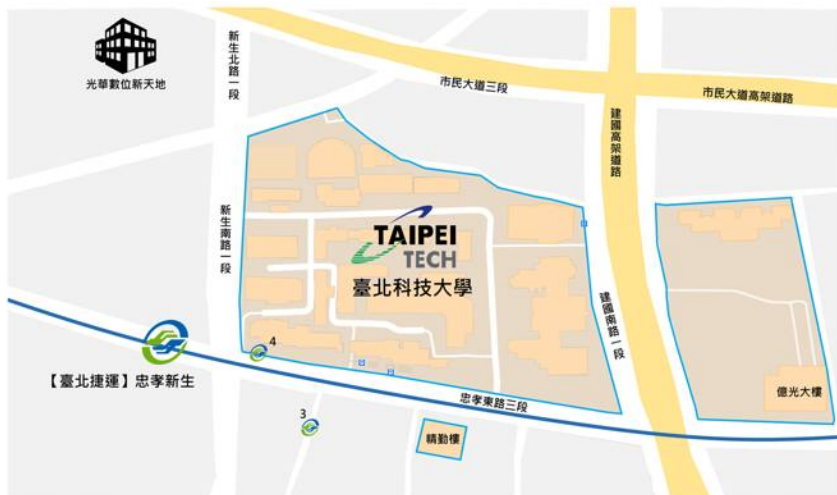 光華數位新天地
新生北路一段
市民大道三段
市民大道高架道路
建國高架道路
新生南路一段
TAIPEI
TECH
臺北科技大學
建國南路一段
4
【臺北捷運】忠孝新生
忠孝東路三段
億光大樓
3
精勤樓